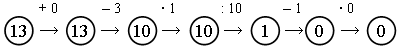 + 0 – 3 · 1 : 10 – 1 · 0
13 → 13 → 10 → 10 → 1 → 0 → 0